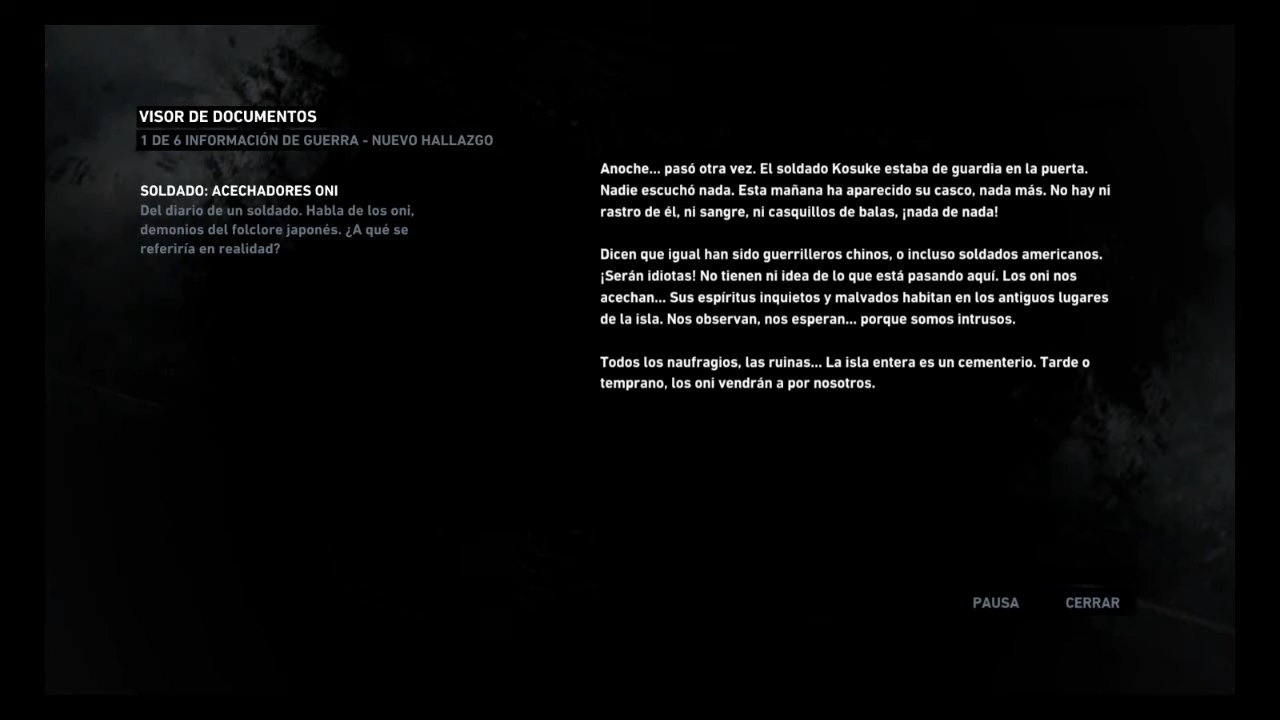 VISOR DE DOCUMENTOS
1 DE 6 INFORMACIÓN DE GUERRA - NUEVO HALLAZGO
SOLDADO: ACECHADORES ONI
Del diario de un soldado. Habla de los oni,
demonios del folclore japonés. ¿A qué se
referiría en realidad?
Anoche... pasó otra vez. El soldado Kosuke estaba de guardia en la puerta.
Nadie escuchó nada. Esta mañana ha aparecido su casco, nada más. No hay ni
rastro de él, ni sangre, ni casquillos de balas, ¡nada de nada!
Dicen que igual han sido guerrilleros chinos, o incluso soldados americanos.
¡Serán idiotas! No tienen ni idea de lo que está pasando aquí. Los oni nos
acechan... Sus espíritus inquietos y malvados habitan en los antiguos lugares
de la isla. Nos observan, nos esperan... porque somos intrusos.
Todos los naufragios, las ruinas... La isla entera es un cementerio. Tarde o
temprano, los oni vendrán a por nosotros.
PAUSA
CERRAR